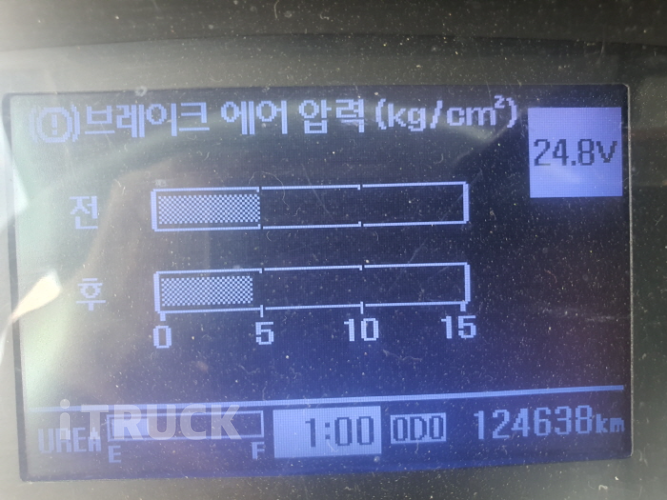 (!) 브레이크 에어 압력 (kg/cm²)
24.8V
전
후
0 5 10 15
iTRUCK
UREA E F 1:00 ODO 124638km